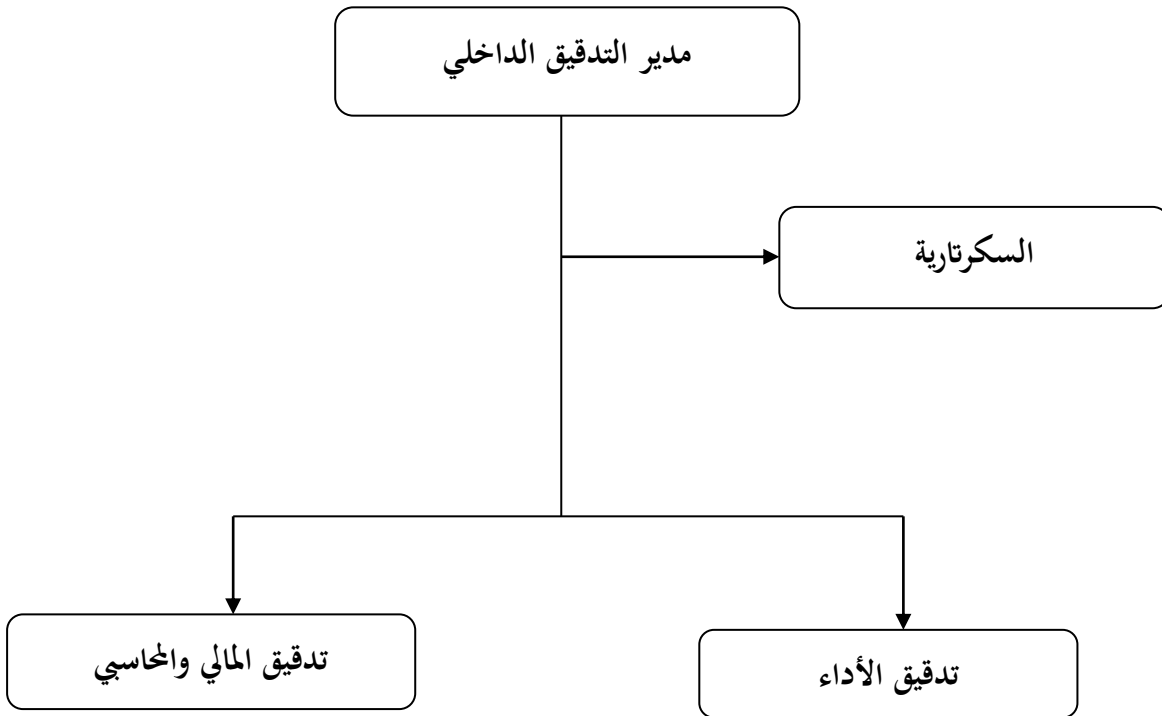 مدير التدقيق الداخلي
السكرتارية
تدقيق الأداء
تدقيق المالي والمحاسبي